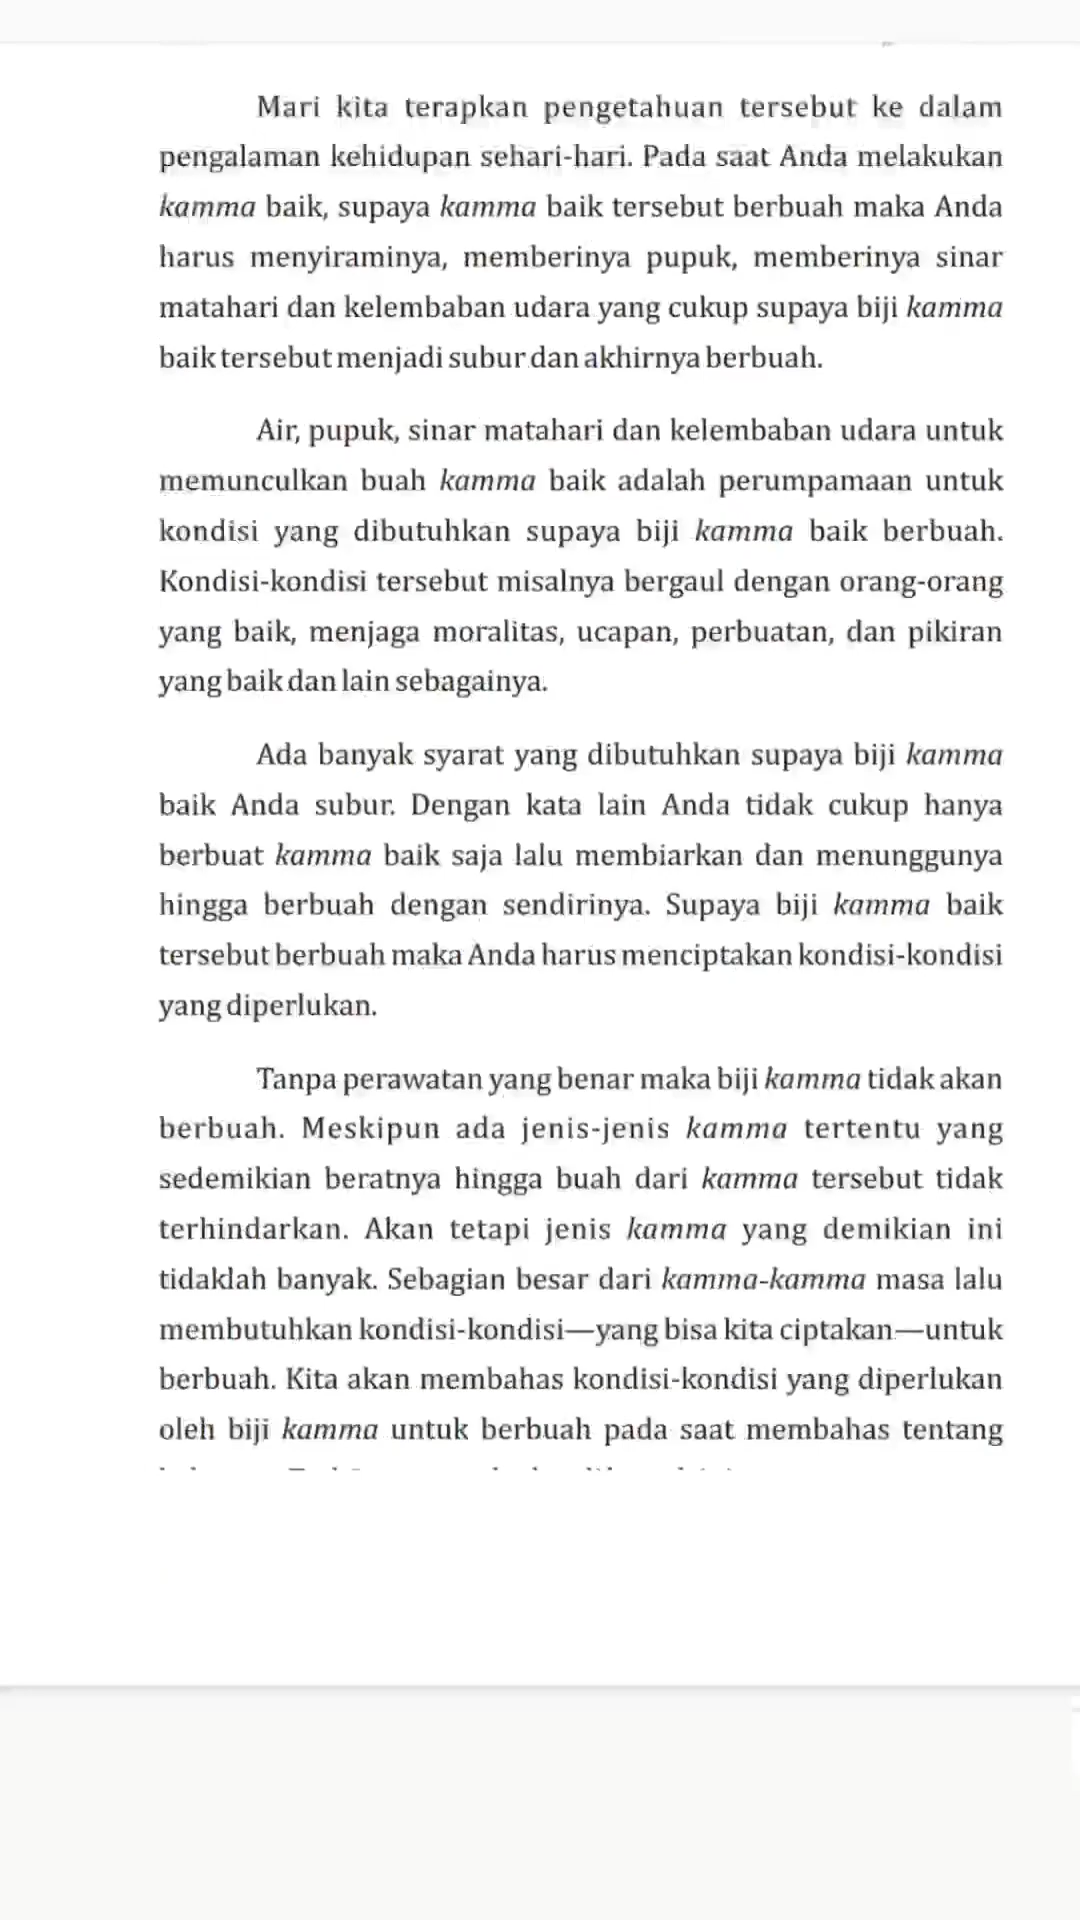 Mari kita terapkan pengetahuan tersebut ke dalam
pengalaman kehidupan sehari-hari. Pada saat Anda melakukan
kamma baik, supaya kamma baik tersebut berbuah maka Anda
harus menyiraminya, memberinya pupuk, memberinya sinar
matahari dan kelembaban udara yang cukup supaya biji kamma
baik tersebut menjadi subur dan akhirnya berbuah.
Air, pupuk, sinar matahari dan kelembaban udara untuk
memunculkan buah kamma baik adalah perumpamaan untuk
kondisi yang dibutuhkan supaya biji kamma baik berbuah.
Kondisi-kondisi tersebut misalnya bergaul dengan orang-orang
yang baik, menjaga moralitas, ucapan, perbuatan, dan pikiran
yang baik dan lain sebagainya.
Ada banyak syarat yang dibutuhkan supaya biji kamma
baik Anda subur. Dengan kata lain Anda tidak cukup hanya
berbuat kamma baik saja lalu membiarkan dan menunggunya
hingga berbuah dengan sendirinya. Supaya biji kamma baik
tersebut berbuah maka Anda harus menciptakan kondisi-kondisi
yang diperlukan.
Tanpa perawatan yang benar maka biji kamma tidak akan
berbuah. Meskipun ada jenis-jenis kamma tertentu yang
sedemikian beratnya hingga buah dari kamma tersebut tidak
terhindarkan. Akan tetapi jenis kamma yang demikian ini
tidaklah banyak. Sebagian besar dari kamma-kamma masa lalu
membutuhkan kondisi-kondisi—yang bisa kita ciptakan—untuk
berbuah. Kita akan membahas kondisi-kondisi yang diperlukan
oleh biji kamma untuk berbuah pada saat membahas tentang